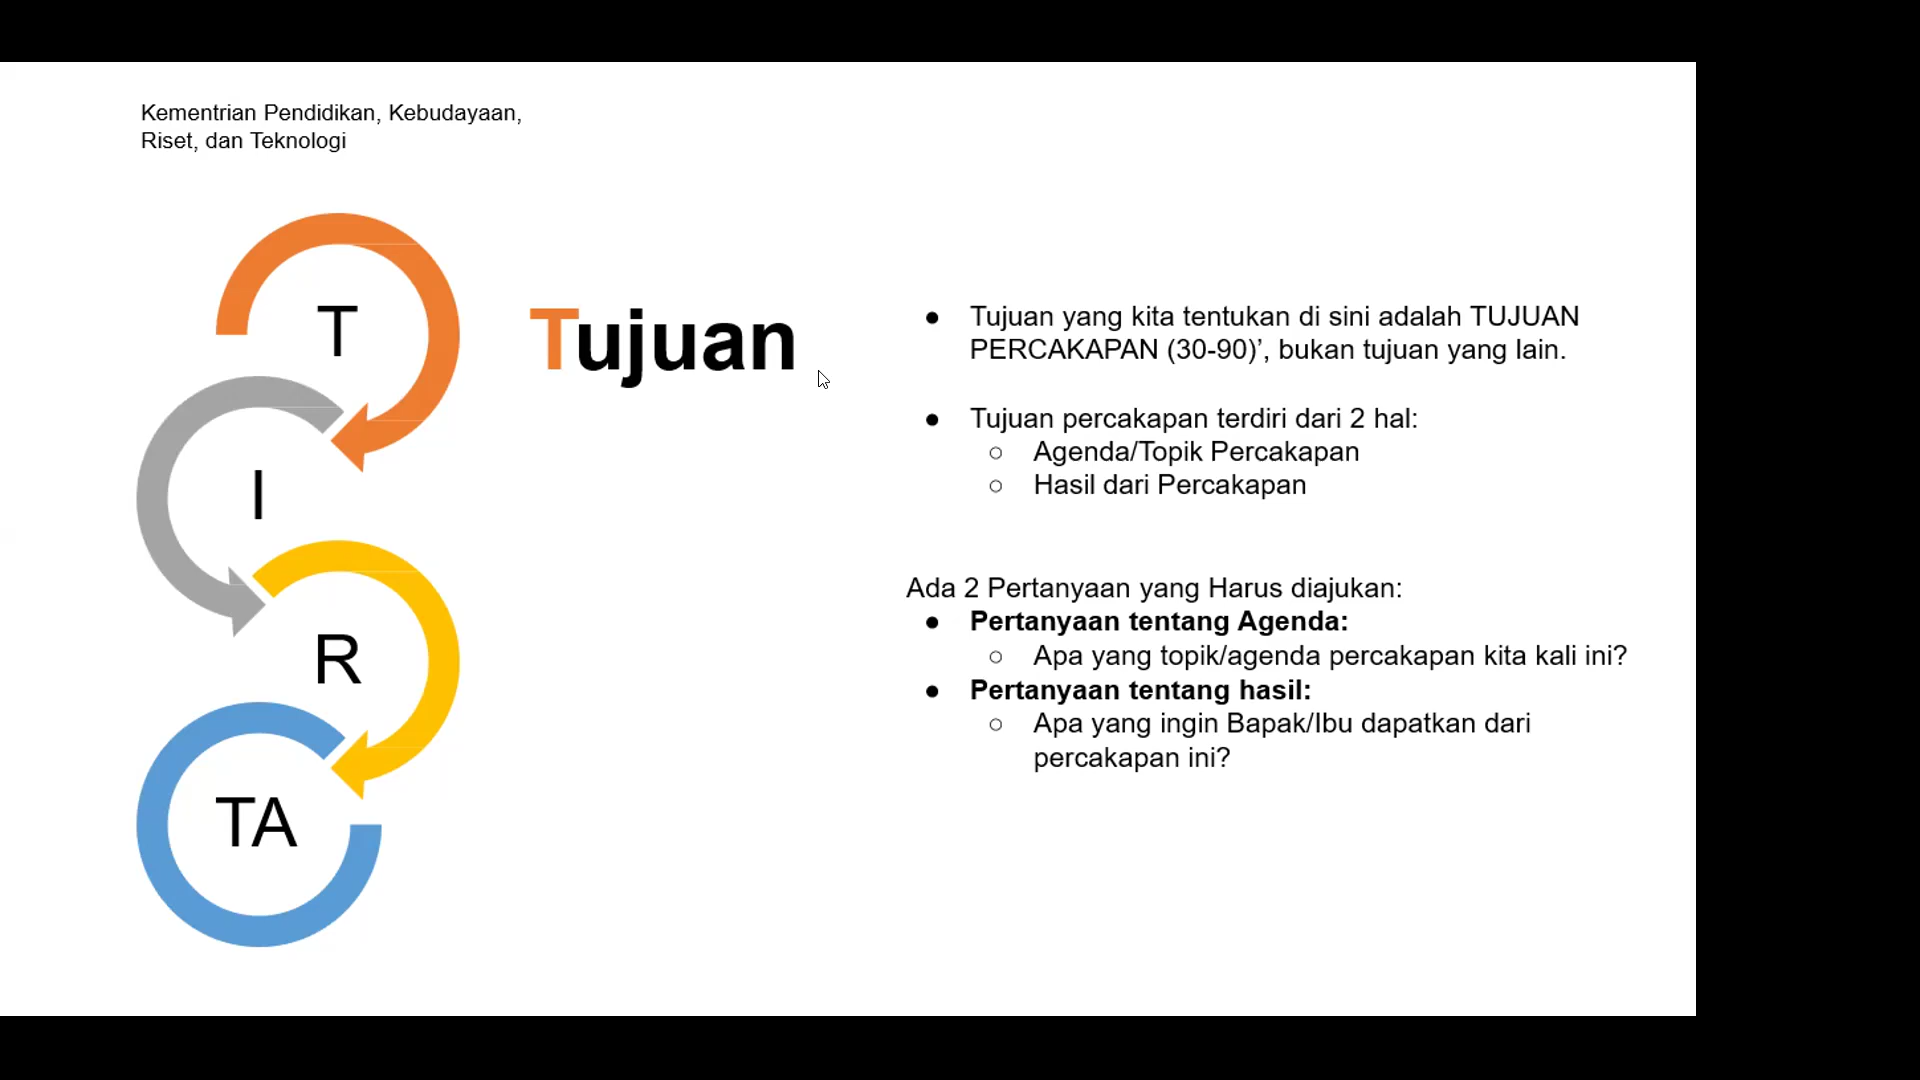 Kementrian Pendidikan, Kebudayaan,
Riset, dan Teknologi
T
I
R
TA
Tujuan
● Tujuan yang kita tentukan di sini adalah TUJUAN
PERCAKAPAN (30-90)’, bukan tujuan yang lain.
● Tujuan percakapan terdiri dari 2 hal:
○ Agenda/Topik Percakapan
○ Hasil dari Percakapan
Ada 2 Pertanyaan yang Harus diajukan:
● Pertanyaan tentang Agenda:
○ Apa yang topik/agenda percakapan kita kali ini?
● Pertanyaan tentang hasil:
○ Apa yang ingin Bapak/Ibu dapatkan dari
percakapan ini?